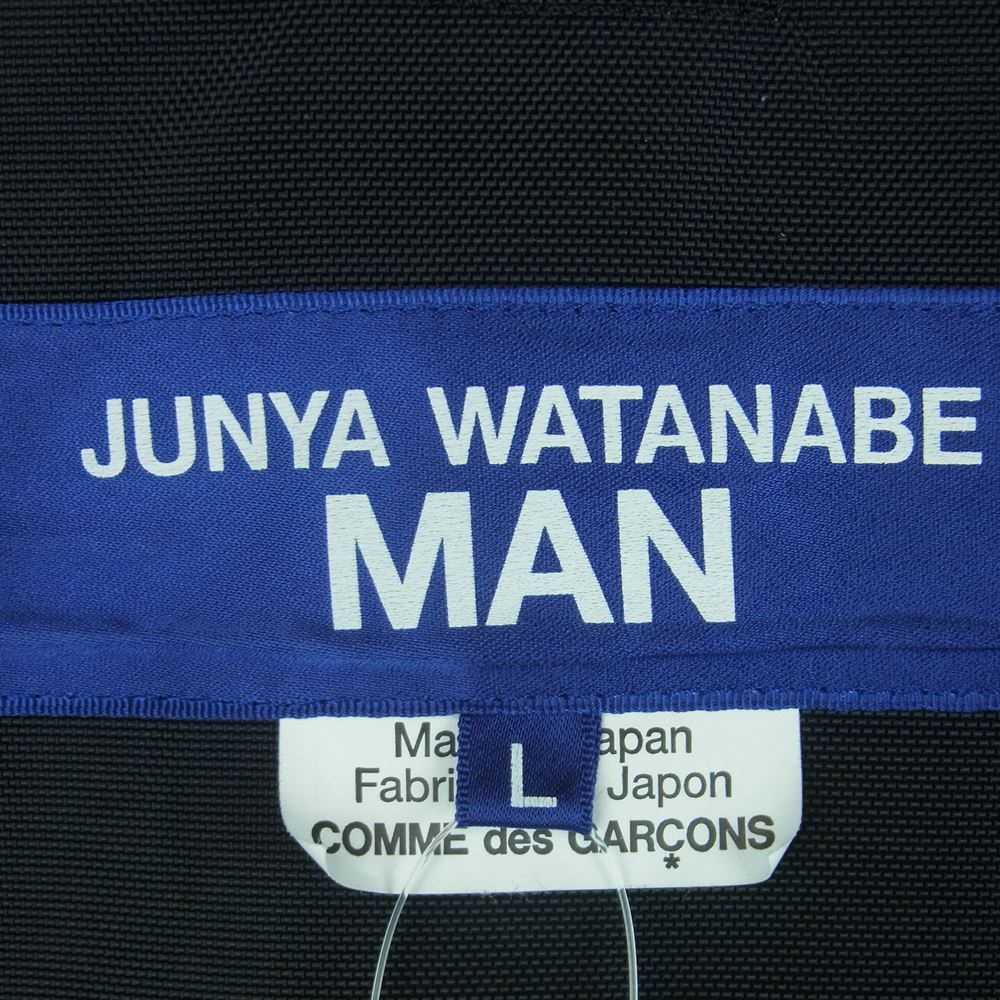 JUNYA WATANABE
MAN
L
Japon
COMME des GARÇONS
*